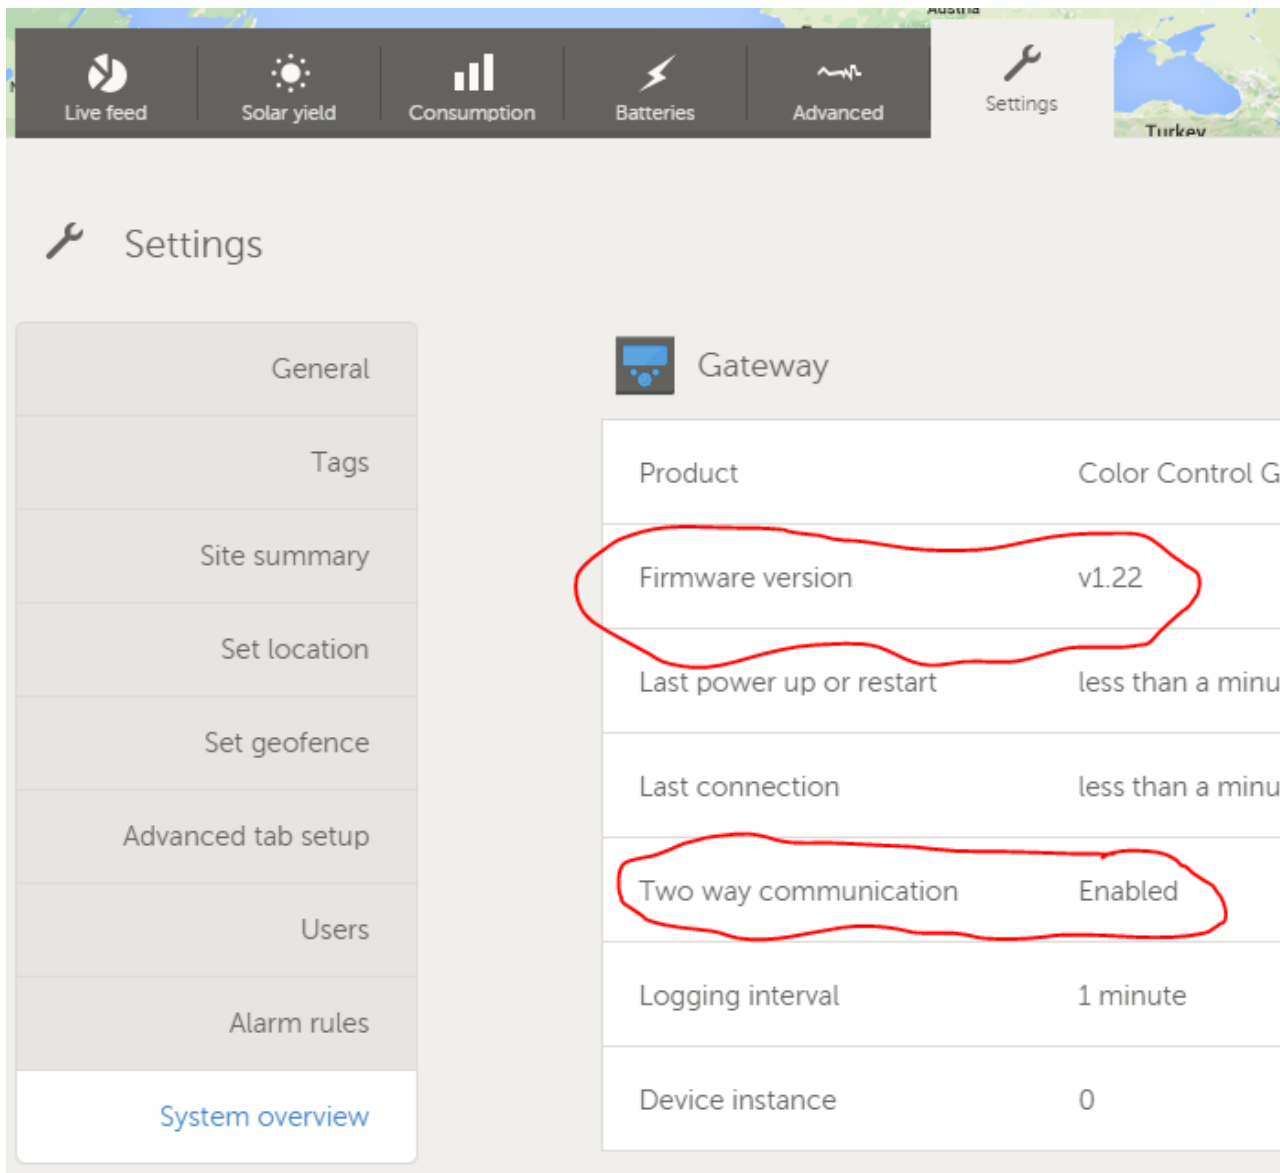 Austria
Live feed
Solar yield
Consumption
Batteries
Advanced
Settings
Turkey
Settings
General
Tags
Site summary
Set location
Set geofence
Advanced tab setup
Users
Alarm rules
System overview
Gateway
Product Color Control G
Firmware version v1.22
Last power up or restart less than a minu
Last connection less than a minu
Two way communication Enabled
Logging interval 1 minute
Device instance 0